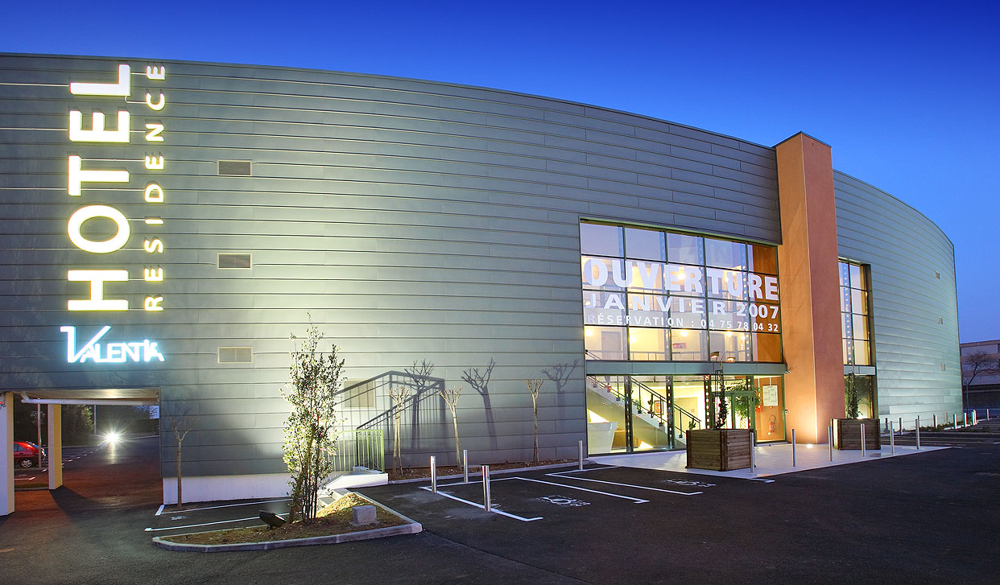 HOTEL
RESIDENCE
VALENTIA
OUVERTURE
JANVIER 2007
RÉSERVATION : 04 75 78 04 32